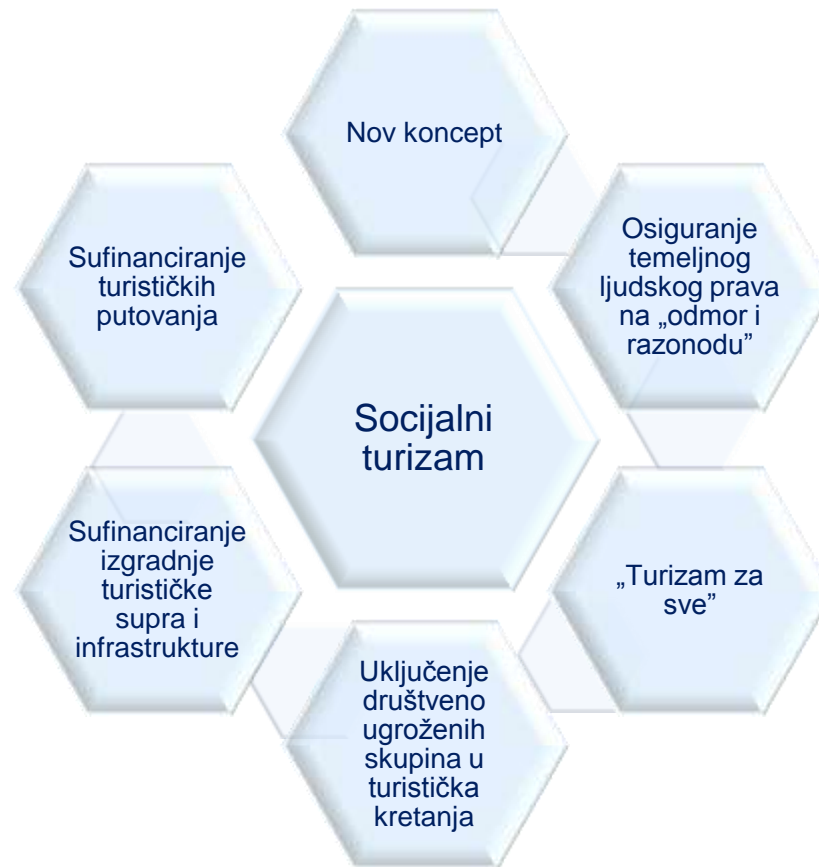 Nov koncept
Osiguranje
temeljnog
ljudskog prava
na „odmor i
razonodu”
„Turizam za
sve”
Uključenje
društveno
ugroženih
skupina u
turistička
kretanja
Sufinanciranje
izgradnje
turističke
supra i
infrastrukture
Sufinanciranje
turističkih
putovanja
Socijalni
turizam